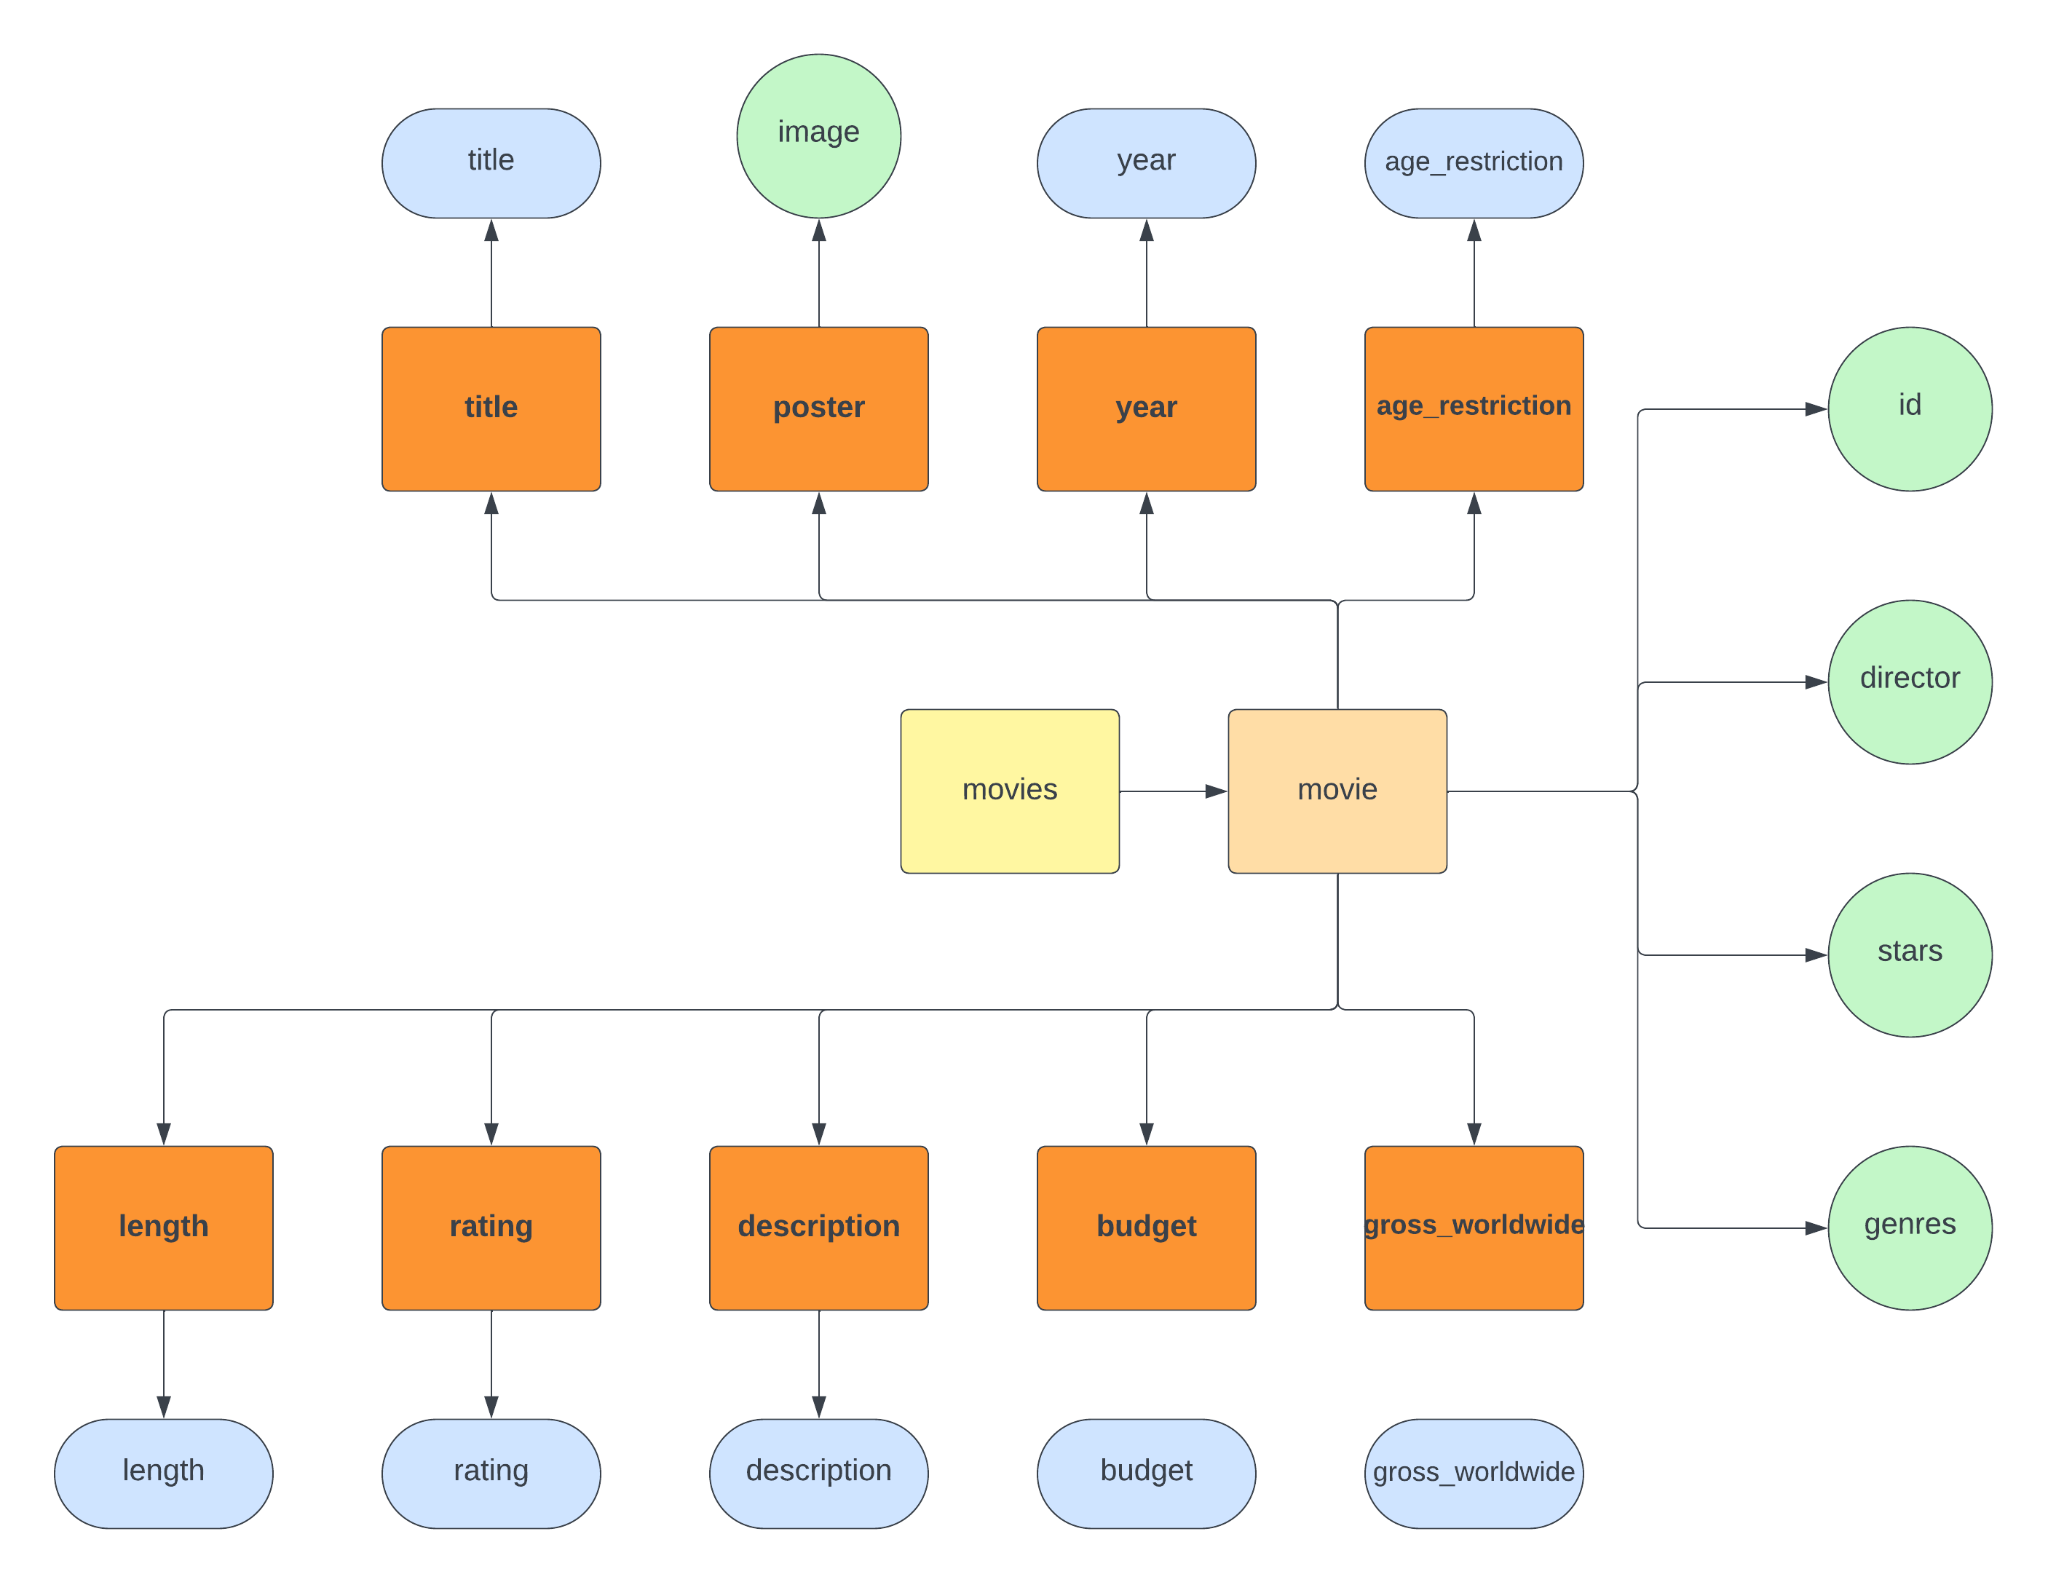 title
image
year
age_restriction
title
poster
year
age_restriction
id
director
movies
movie
stars
length
rating
description
budget
gross_worldwide
genres
length
rating
description
budget
gross_worldwide